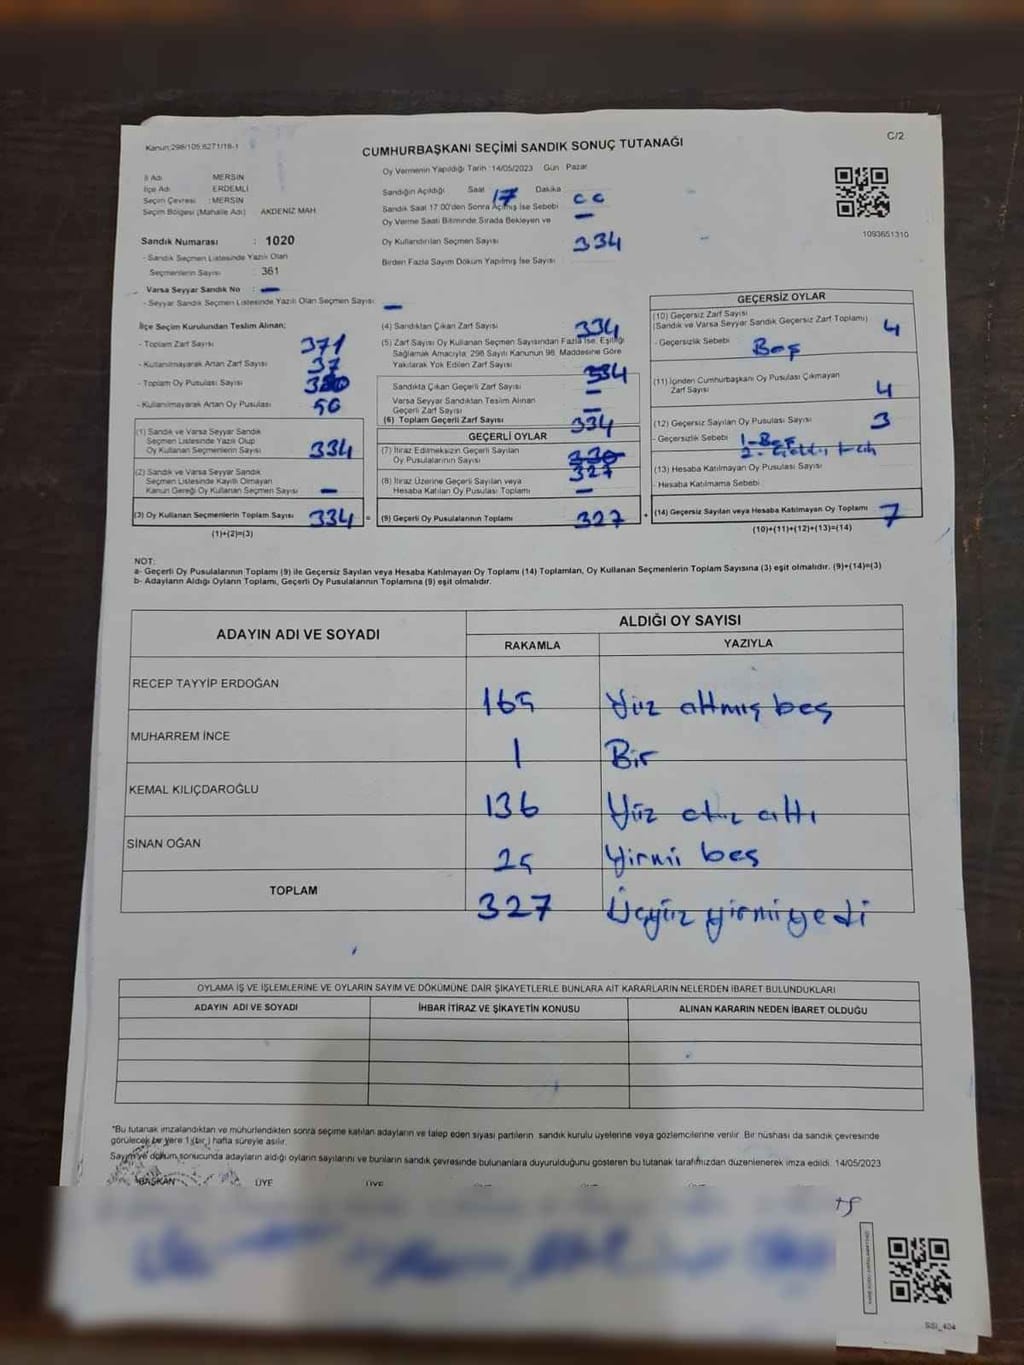 Kanun:298/105;6271/18-1
CUMHURBAŞKANI SEÇİMİ SANDIK SONUÇ TUTANAĞI
C/2
Oy Vermenin Yapıldığı Tarih :14/05/2023 Gün : Pazar
İl Adı : MERSİN
İlçe Adı : ERDEMLİ
Seçim Çevresi : MERSİN
Seçim Bölgesi (Mahalle Adı) : AKDENİZ MAH
Sandığın Açıldığı Saat 17 Dakika
Sandık Saat 17:00'den Sonra Açılmış İse Sebebi
Oy Verme Saati Bitiminde Sırada Bekleyen ve –
Oy Kullandırılan Seçmen Sayısı 334
Birden Fazla Sayım Döküm Yapılmış İse Sayısı
1093651310
Sandık Numarası : 1020
- Sandık Seçmen Listesinde Yazılı Olan
Seçmenlerin Sayısı : 361
Varsa Seyyar Sandık No : –
- Seyyar Sandık Seçmen Listesinde Yazılı Olan Seçmen Sayısı: –
İlçe Seçim Kurulundan Teslim Alınan;
- Toplam Zarf Sayısı 371
- Kullanılmayarak Artan Zarf Sayısı 37
- Toplam Oy Pusulası Sayısı
- Kullanılmayarak Artan Oy Pusulası
(1) Sandık ve Varsa Seyyar Sandık
Seçmen Listesinde Yazılı Olup
Oy Kullanan Seçmenlerin Sayısı 334
(2) Sandık ve Varsa Seyyar Sandık
Seçmen Listesinde Kayıtlı Olmayan
Kanun Gereği Oy Kullanan Seçmen Sayısı –
(3) Oy Kullanan Seçmenlerin Toplam Sayısı 334 =
(1)+(2)=(3)
(4) Sandıktan Çıkan Zarf Sayısı 334
(5) Zarf Sayısı Oy Kullanan Seçmen Sayısından Fazla İse, Eşitliği
Sağlamak Amacıyla; 298 Sayılı Kanunun 98. Maddesine Göre
Yakılarak Yok Edilen Zarf Sayısı
Sandıkta Çıkan Geçerli Zarf Sayısı –
Varsa Seyyar Sandıktan Teslim Alınan
Geçerli Zarf Sayısı –
(6) Toplam Geçerli Zarf Sayısı 334
GEÇERLİ OYLAR
(7) İtiraz Edilmeksizin Geçerli Sayılan
Oy Pusulalarının Sayısı 327
(8) İtiraz Üzerine Geçerli Sayılan veya
Hesaba Katılan Oy Pusulası Toplamı –
(9) Geçerli Oy Pusulalarının Toplamı 327 +
GEÇERSİZ OYLAR
(10) Geçersiz Zarf Sayısı
(Sandık ve Varsa Seyyar Sandık Geçersiz Zarf Toplamı) 4
- Geçersizlik Sebebi : Boş
(11) İçinden Cumhurbaşkanı Oy Pusulası Çıkmayan
Zarf Sayısı 4
(12) Geçersiz Sayılan Oy Pusulası Sayısı 3
- Geçersizlik Sebebi : 1-Boş
(13) Hesaba Katılmayan Oy Pusulası Sayısı
- Hesaba Katılmama Sebebi :
(14) Geçersiz Sayılan veya Hesaba Katılmayan Oy Toplamı 7
(10)+(11)+(12)+(13)=(14)
NOT:
a- Geçerli Oy Pusulalarının Toplamı (9) ile Geçersiz Sayılan veya Hesaba Katılmayan Oy Toplamı (14) Toplamları, Oy Kullanan Seçmenlerin Toplam Sayısına (3) eşit olmalıdır. (9)+(14)=(3)
b- Adayların Aldığı Oyların Toplamı, Geçerli Oy Pusulalarının Toplamına (9) eşit olmalıdır.
ADAYIN ADI VE SOYADI
ALDIĞI OY SAYISI
RAKAMLA YAZIYLA
RECEP TAYYİP ERDOĞAN 165 Yüz altmış beş
MUHARREM İNCE 1 Bir
KEMAL KILIÇDAROĞLU 136 Yüz otuz altı
SİNAN OĞAN 25 Yirmi beş
TOPLAM 327 Üçyüz yirmiyedi
OYLAMA İŞ VE İŞLEMLERİNE VE OYLARIN SAYIM VE DÖKÜMÜNE DAİR ŞİKAYETLERLE BUNLARA AİT KARARLARIN NELERDEN İBARET BULUNDUKLARI
ADAYIN ADI VE SOYADI İHBAR İTİRAZ VE ŞİKAYETİN KONUSU ALINAN KARARIN NEDEN İBARET OLDUĞU
*Bu tutanak imzalandıktan ve mühürlendikten sonra seçime katılan adayların ve talep eden siyasi partilerin sandık kurulu üyelerine veya gözlemcilerine verilir. Bir nüshası da sandık çevresinde
görülecek bir yere 1 (bir) hafta süreyle asılır.
Sayım ve döküm sonucunda adayların aldığı oyların sayılarını ve bunların sandık çevresinde bulunanlara duyurulduğunu gösteren bu tutanak tarafımızdan düzenlenerek imza edildi. 14/05/2023
BAŞKAN ÜYE ÜYE
SSI_404